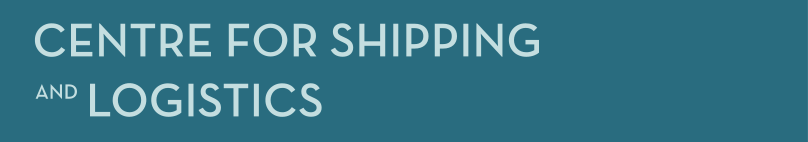 CENTRE FOR SHIPPING
AND LOGISTICS